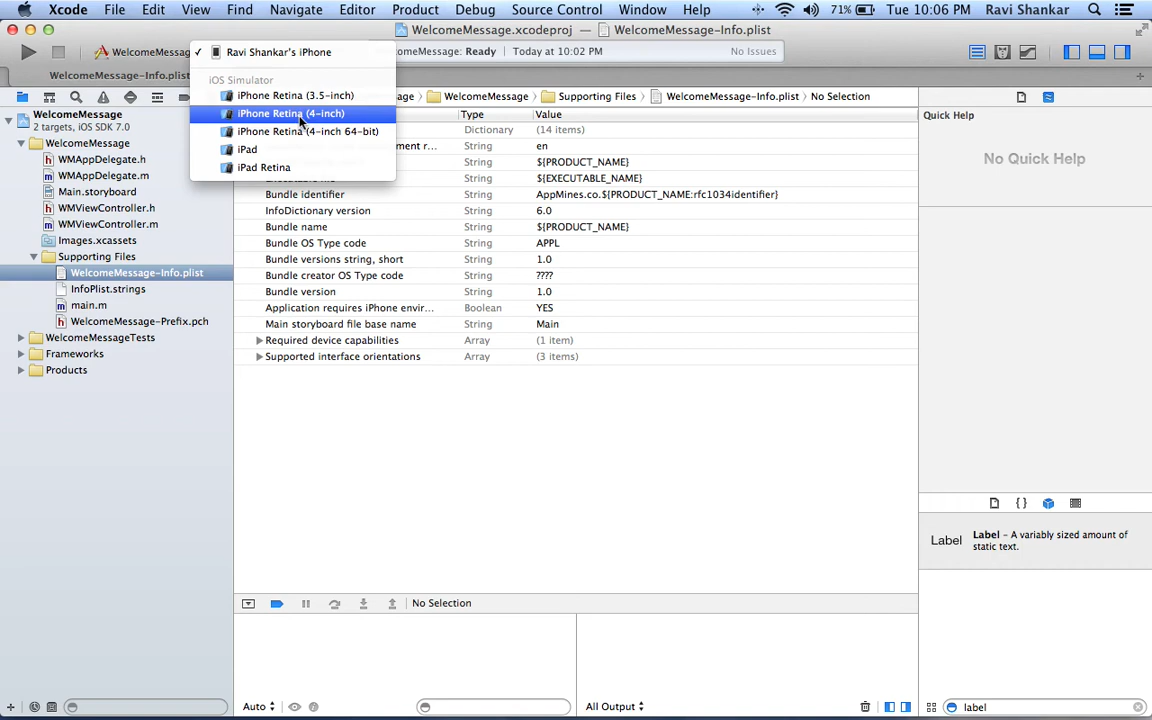 Xcode File Edit View Find Navigate Editor Product Debug Source Control Window Help 71% Tue 10:06 PM Ravi Shankar
WelcomeMessage.xcodeproj — WelcomeMessage-Info.plist
WelcomeMessag ✓ Ravi Shankar's iPhone comeMessage: Ready Today at 10:02 PM No Issues
WelcomeMessage-Info.plist
iOS Simulator
iPhone Retina (3.5-inch)
iPhone Retina (4-inch)
iPhone Retina (4-inch 64-bit)
iPad
iPad Retina
sage WelcomeMessage Supporting Files WelcomeMessage-Info.plist No Selection
WelcomeMessage
2 targets, iOS SDK 7.0
WelcomeMessage
WMAppDelegate.h
WMAppDelegate.m
Main.storyboard
WMViewController.h
WMViewController.m
Images.xcassets
Supporting Files
WelcomeMessage-Info.plist
InfoPlist.strings
main.m
WelcomeMessage-Prefix.pch
WelcomeMessageTests
Frameworks
Products
Type Value
Dictionary (14 items)
ment r... String en
String ${PRODUCT_NAME}
String ${EXECUTABLE_NAME}
Bundle identifier String AppMines.co.${PRODUCT_NAME:rfc1034identifier}
InfoDictionary version String 6.0
Bundle name String ${PRODUCT_NAME}
Bundle OS Type code String APPL
Bundle versions string, short String 1.0
Bundle creator OS Type code String ????
Bundle version String 1.0
Application requires iPhone envir... Boolean YES
Main storyboard file base name String Main
Required device capabilities Array (1 item)
Supported interface orientations Array (3 items)
No Selection
Auto
All Output
Quick Help
No Quick Help
{}
Label Label – A variably sized amount of
static text.
label